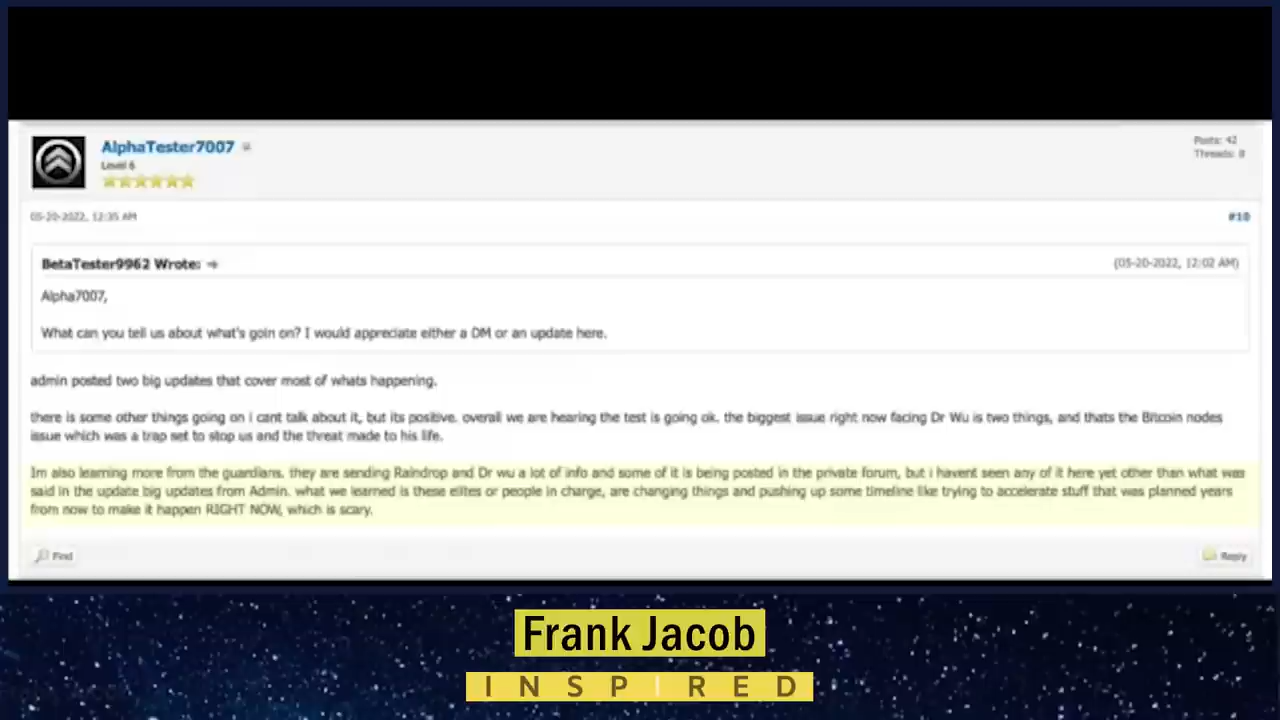 AlphaTester7007
Level 6
Posts: 42
Threads: 8
05-20-2022, 12:35 AM
#10
BetaTester9962 Wrote:
(05-20-2022, 12:02 AM)
Alpha7007,
What can you tell us about what's goin on? I would appreciate either a DM or an update here.
admin posted two big updates that cover most of whats happening.
there is some other things going on i cant talk about it, but its positive. overall we are hearing the test is going ok. the biggest issue right now facing Dr Wu is two things, and thats the Bitcoin nodes
issue which was a trap set to stop us and the threat made to his life.
Im also learning more from the guardians. they are sending Raindrop and Dr wu a lot of info and some of it is being posted in the private forum, but i havent seen any of it here yet other than what was
said in the update big updates from Admin. what we learned is these elites or people in charge, are changing things and pushing up some timeline like trying to accelerate stuff that was planned years
from now to make it happen RIGHT NOW, which is scary.
Find
Reply
Frank Jacob
INSPIRED